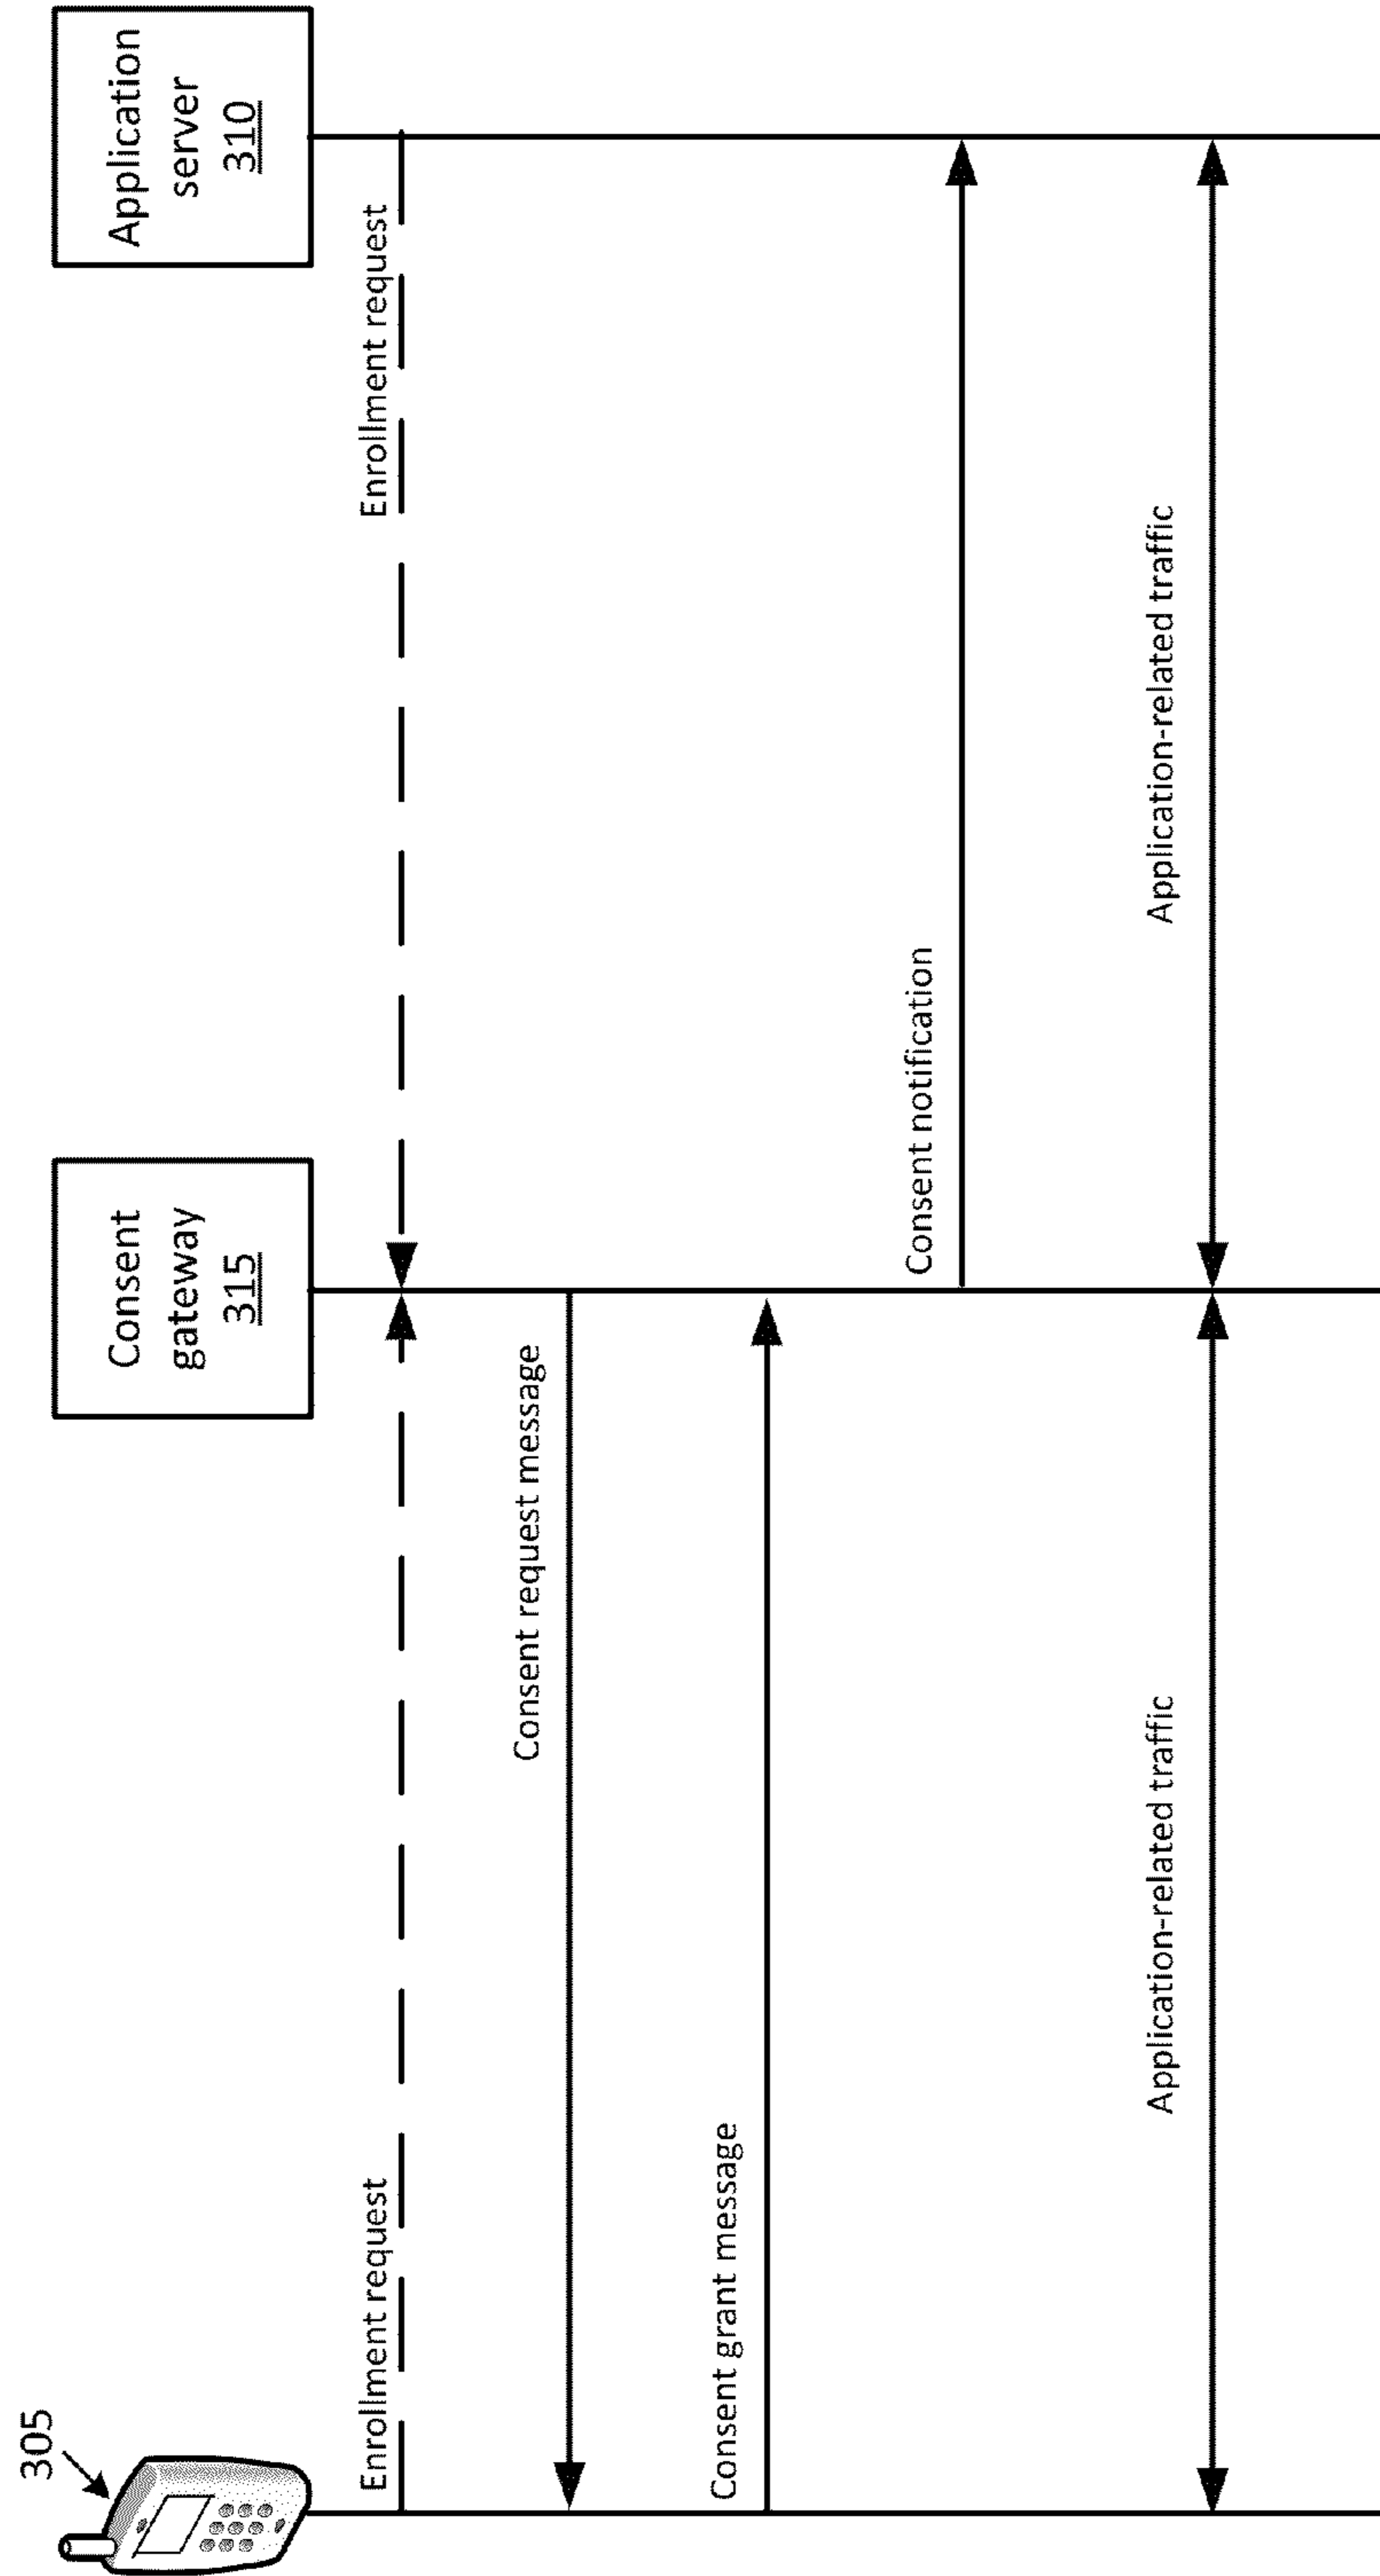 305
Consent
gateway
315
Application
server
310
Enrollment request
Enrollment request
Consent request message
Consent grant message
Consent notification
Application-related traffic
Application-related traffic